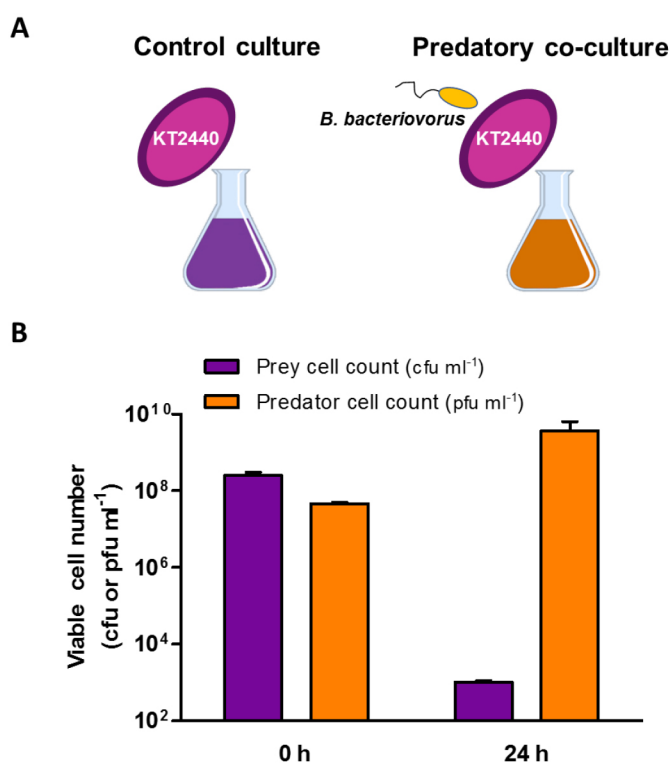 A
Control culture
Predatory co-culture
KT2440
B. bacteriovorus
KT2440
B
Prey cell count (cfu ml⁻¹)
Predator cell count (pfu ml⁻¹)
Viable cell number
(cfu or pfu ml⁻¹)
10¹⁰
10⁸
10⁶
10⁴
10²
0 h
24 h